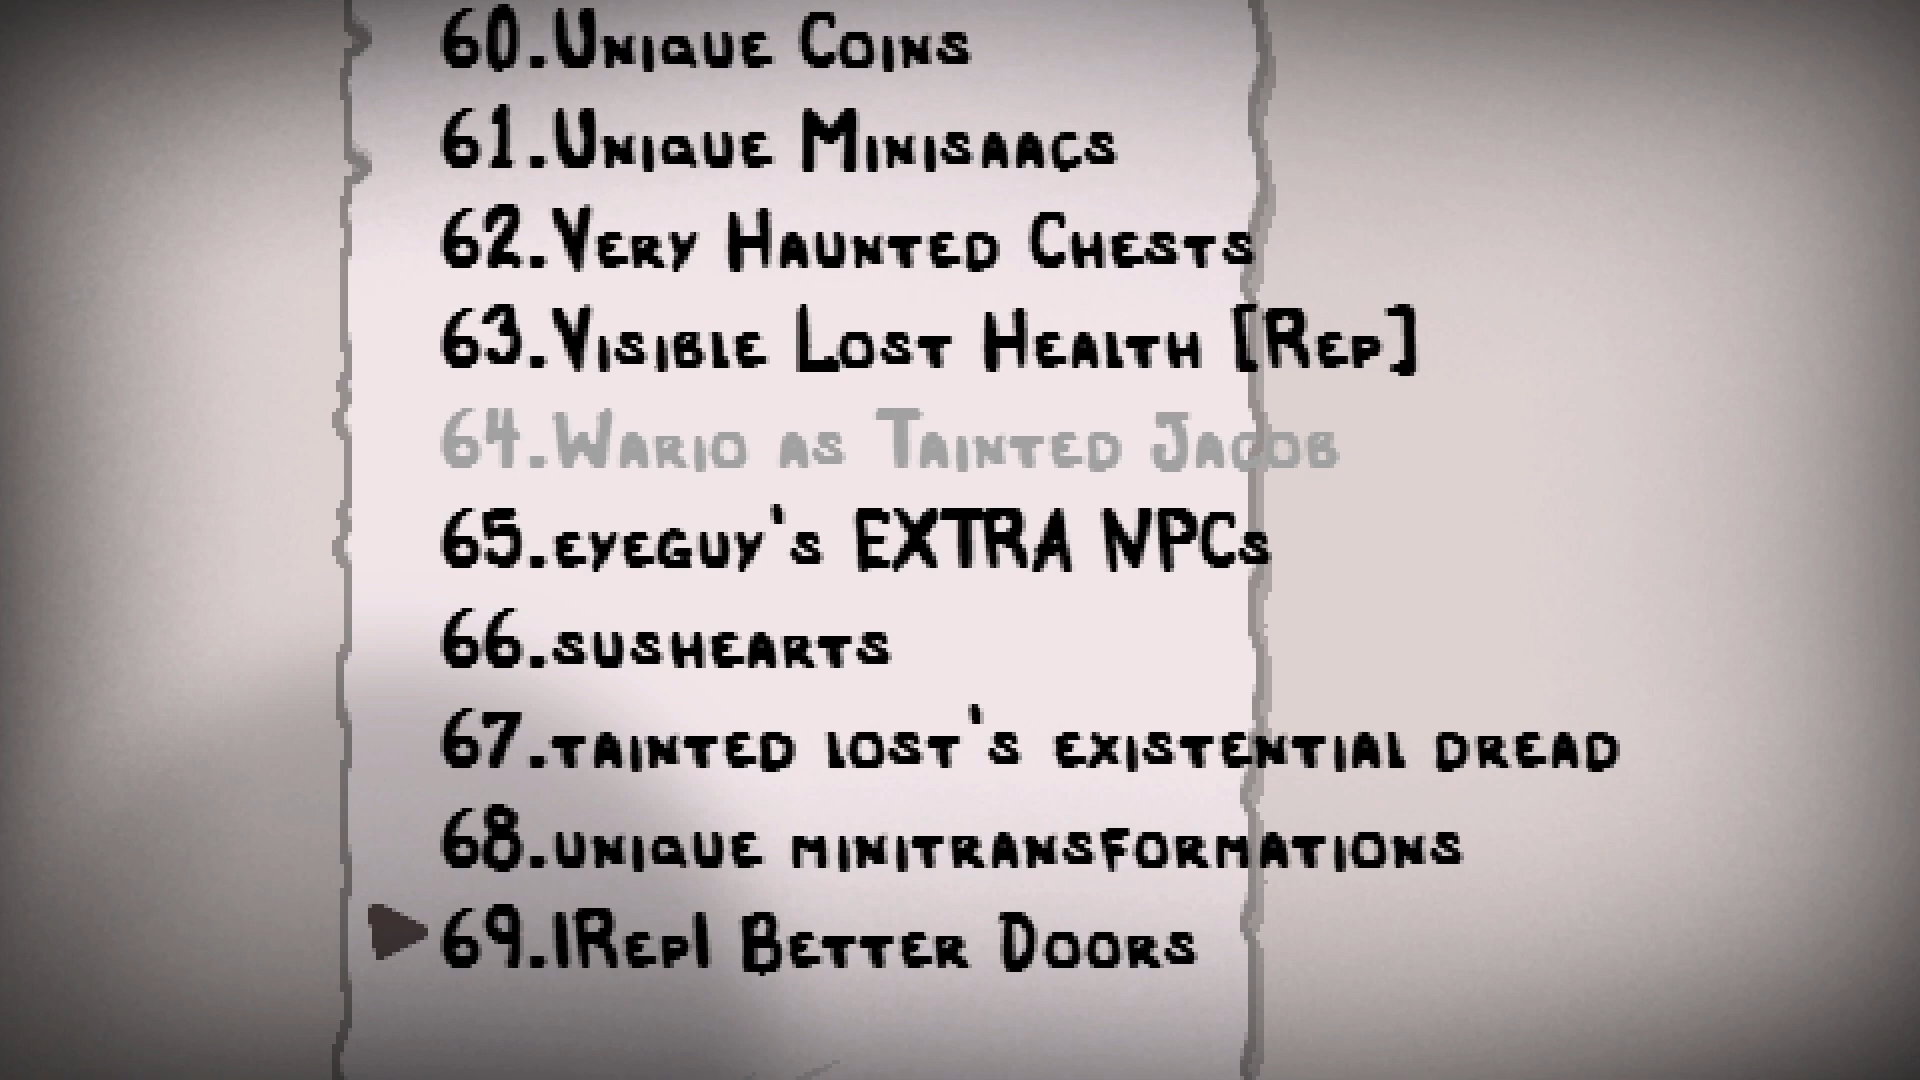 60.Unique Coins
61.Unique Minisaacs
62.Very Haunted Chests
63.Visible Lost Health [Rep]
64.Wario as Tainted Jacob
65.eyeguy's EXTRA NPCs
66.sushearts
67.tainted lost's existential dread
68.unique minitransformations
69.|Rep| Better Doors